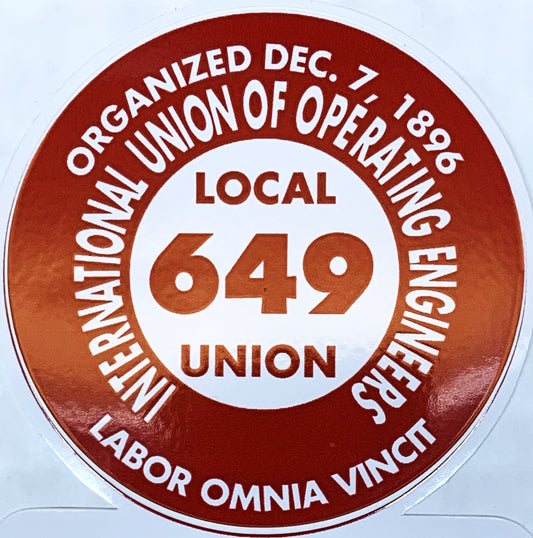 ORGANIZED DEC. 7, 1896
INTERNATIONAL UNION OF OPERATING ENGINEERS
LOCAL
649
UNION
LABOR OMNIA VINCIT